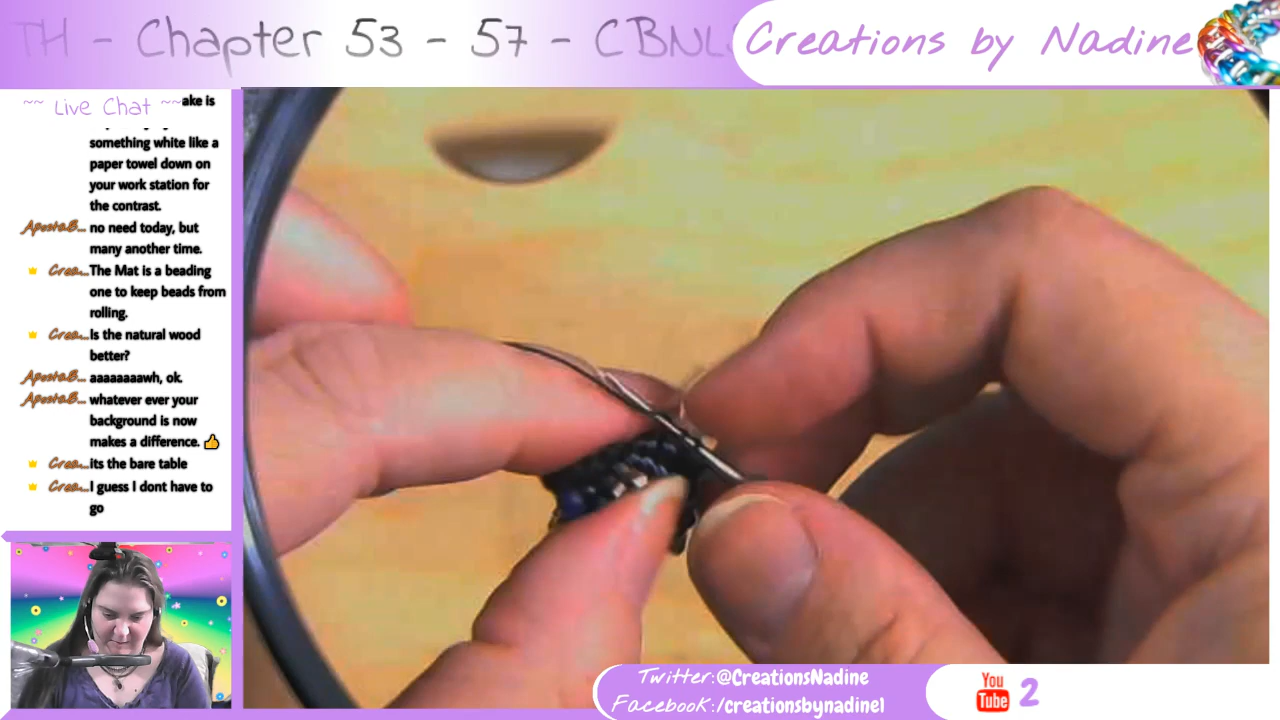 TH - Chapter 53 - 57 - CBNL
Creations by Nadine
~~ Live Chat ~~
ake is
something white like a
paper towel down on
your work station for
the contrast.
ApostaB... no need today, but
many another time.
Crea... The Mat is a beading
one to keep beads from
rolling.
Crea... Is the natural wood
better?
ApostaB... aaaaaaaawh, ok.
ApostaB... whatever ever your
background is now
makes a difference.
Crea... its the bare table
Crea... I guess I dont have to
go
Twitter:@CreationsNadine
Facebook:/creationsbynadine1
You
Tube 2